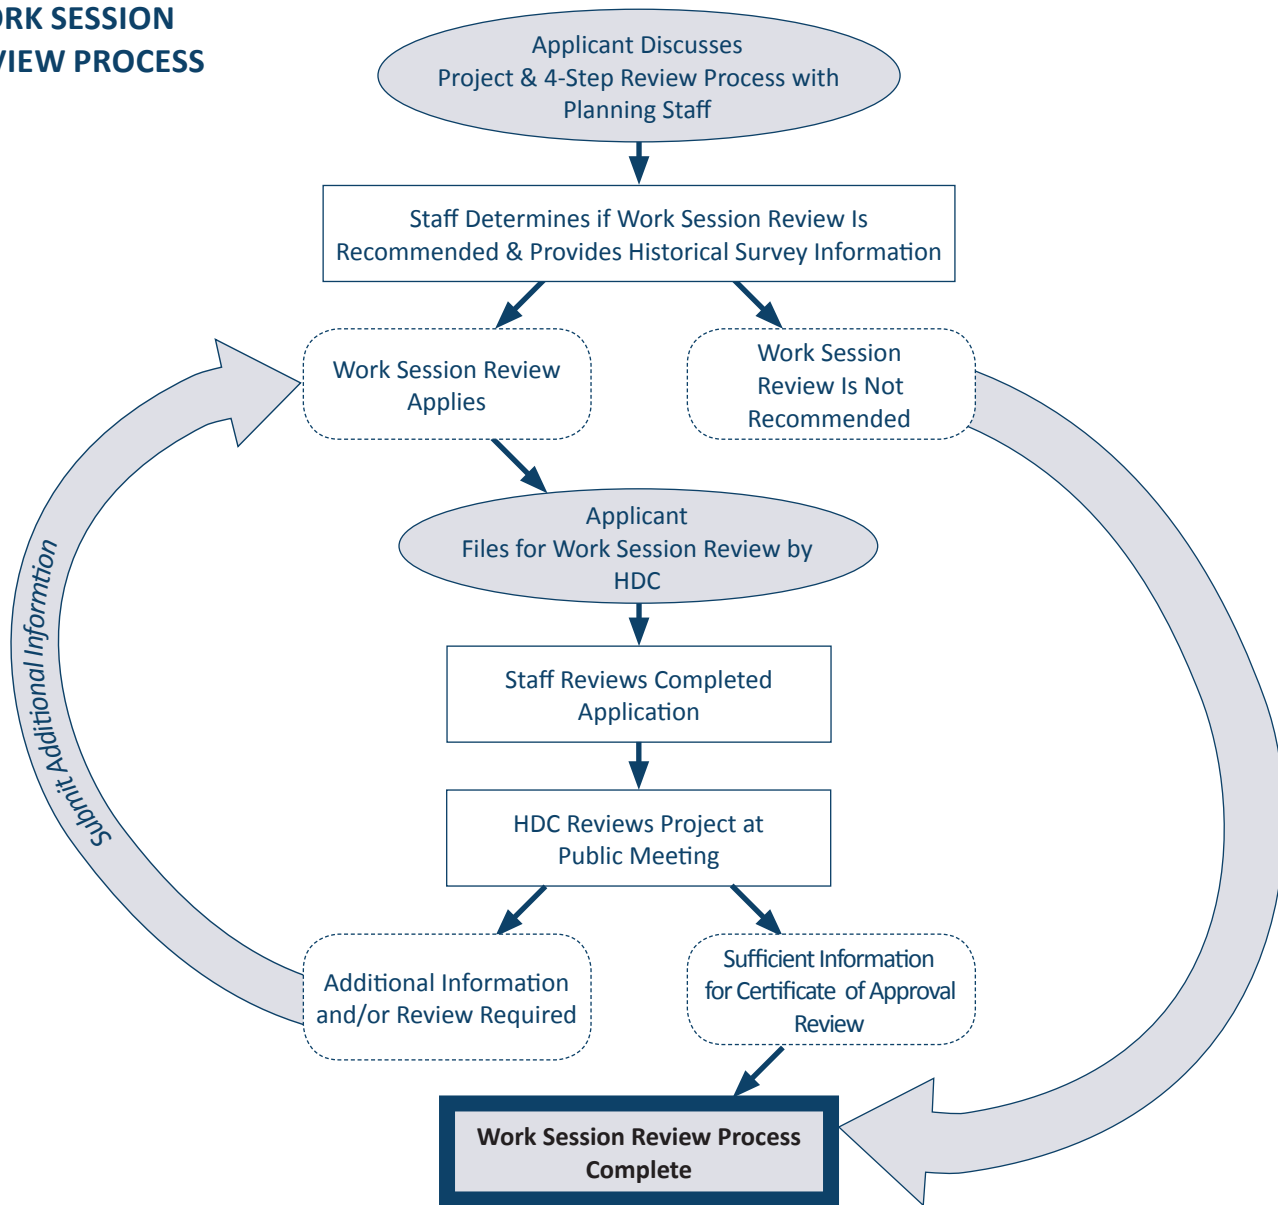 ORK SESSION
VIEW PROCESS
Applicant Discusses
Project & 4-Step Review Process with
Planning Staff
Staff Determines if Work Session Review Is
Recommended & Provides Historical Survey Information
Work Session Review
Applies
Work Session
Review Is Not
Recommended
Applicant
Files for Work Session Review by
HDC
Submit Additional Informtion
Staff Reviews Completed
Application
HDC Reviews Project at
Public Meeting
Additional Information
and/or Review Required
Sufficient Information
for Certificate of Approval
Review
Work Session Review Process
Complete